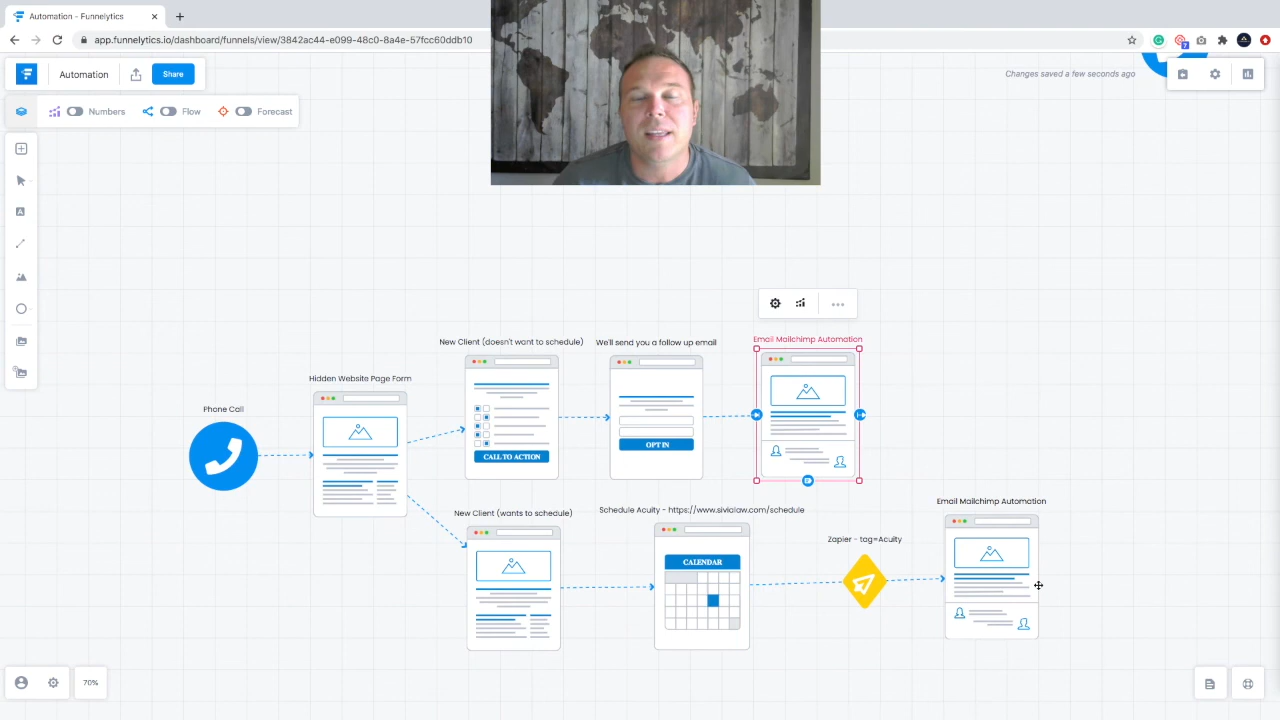 Automation - Funnelytics
app.funnelytics.io/dashboard/funnels/view/3842ac44-e099-48c0-8a4e-57fcc60ddb10
7
Automation
Share
Changes saved a few seconds ago
Numbers
Flow
Forecast
New Client (doesn't want to schedule)
We'll send you a follow up email
Email Mailchimp Automation
Hidden Website Page Form
Phone Call
OPT IN
CALL TO ACTION
New Client (wants to schedule)
Schedule Acuity - https://www.sivialaw.com/schedule
Email Mailchimp Automation
Zapier - tag=Acuity
CALENDAR
70%